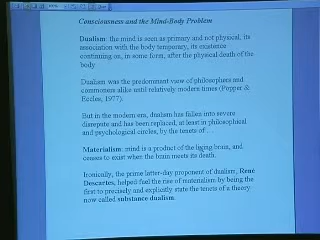 Consciousness and the Mind-Body Problem
Dualism: the mind is seen as primary and not physical, its
association with the body temporary, its existence
continuing on, in some form, after the physical death of the
body.
Dualism was the predominant view of philosophers and
commoners alike until relatively modern times (Popper &
Eccles, 1977).
But in the modern era, dualism has fallen into severe
disrepute and has been replaced, at least in philosophical
and psychological circles, by the tenets of . . .
Materialism: mind is a product of the living brain, and
ceases to exist when the brain meets its death.
Ironically, the prime latter-day proponent of dualism, René
Descartes, helped fuel the rise of materialism by being the
first to precisely and explicitly state the tenets of a theory
now called substance dualism.